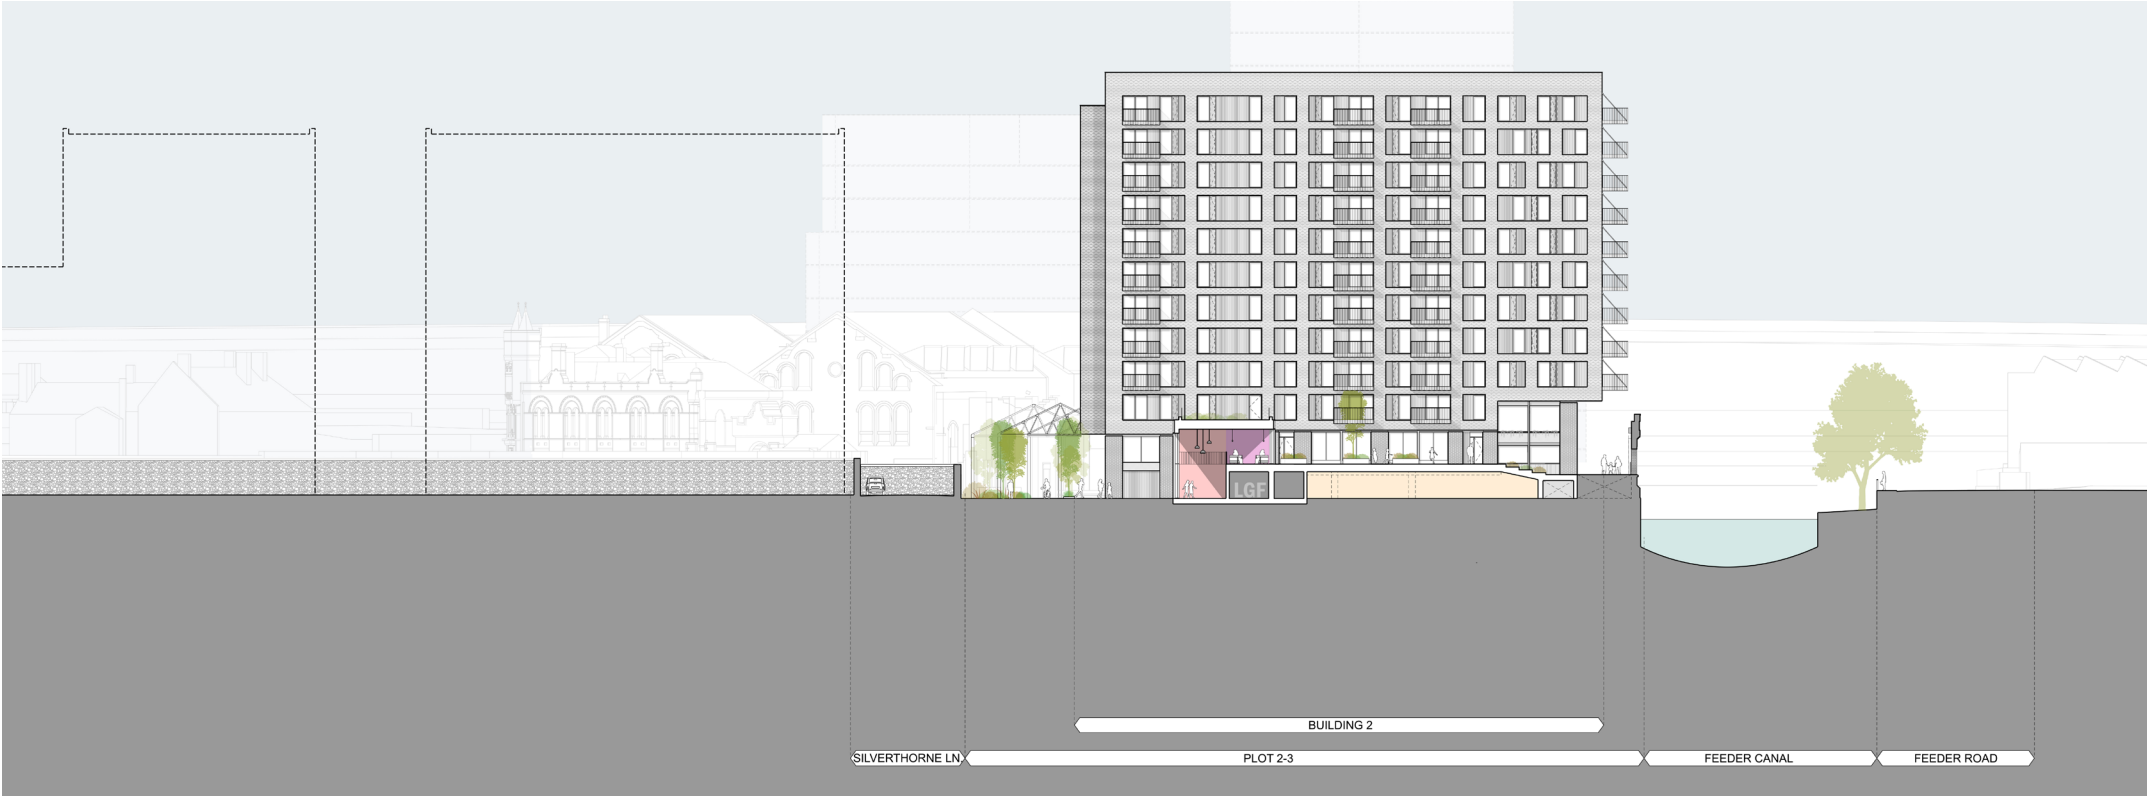 LGF
BUILDING 2
SILVERTHORNE LN.
PLOT 2-3
FEEDER CANAL
FEEDER ROAD